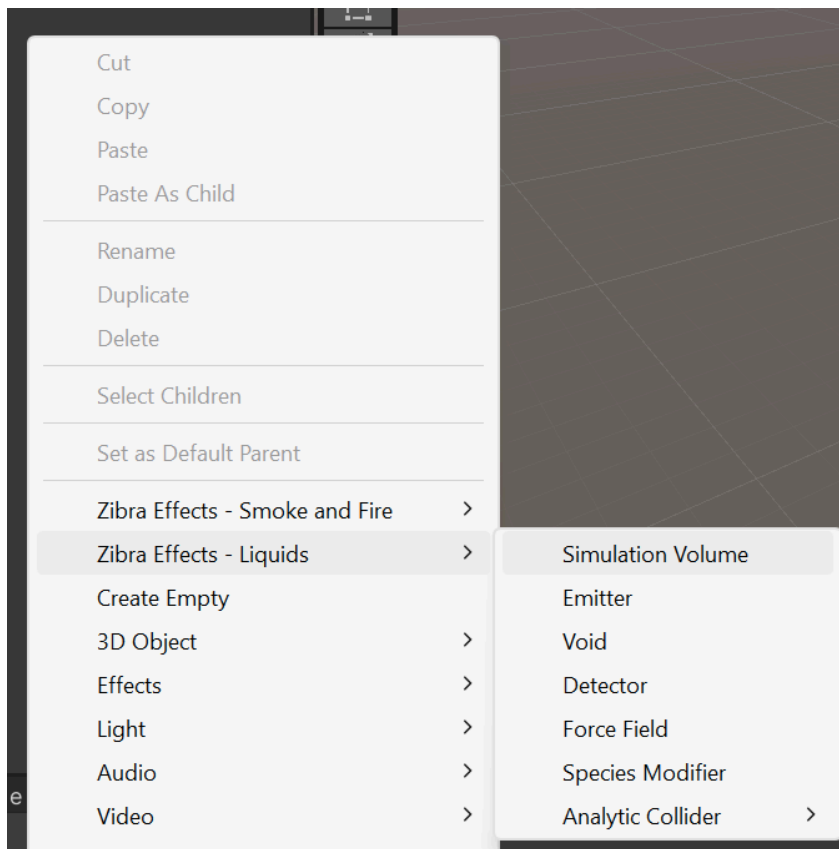 Cut
Copy
Paste
Paste As Child
Rename
Duplicate
Delete
Select Children
Set as Default Parent
Zibra Effects - Smoke and Fire
Zibra Effects - Liquids
Create Empty
3D Object
Effects
Light
Audio
Video
Simulation Volume
Emitter
Void
Detector
Force Field
Species Modifier
Analytic Collider
e